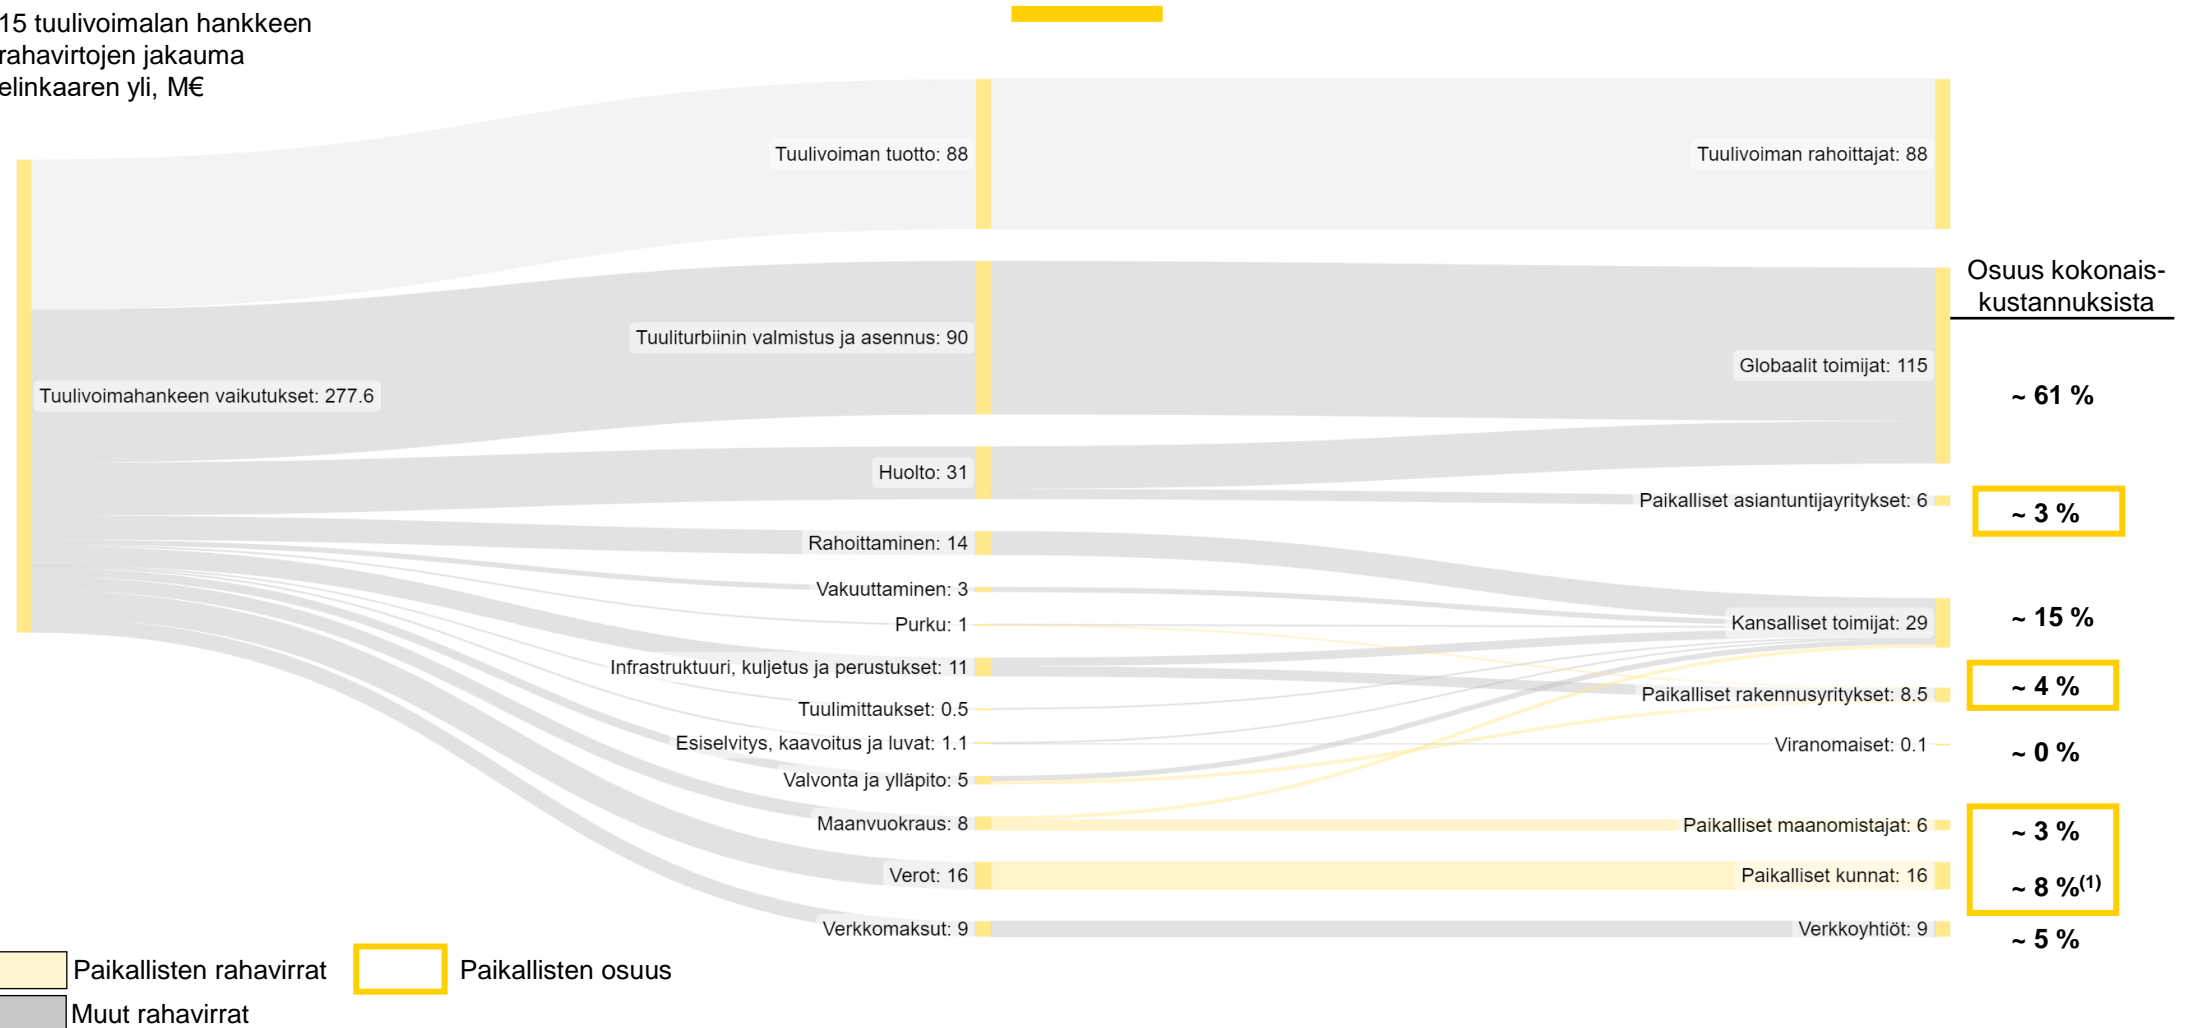 15 tuulivoimalan hankkeen
rahavirtojen jakauma
elinkaaren yli, M€
Tuulivoiman tuotto: 88
Tuulivoiman rahoittajat: 88
Osuus kokonais-
kustannuksista
Tuuliturbiinin valmistus ja asennus: 90
Globaalit toimijat: 115
~ 61 %
Tuulivoimahankeen vaikutukset: 277.6
Huolto: 31
Paikalliset asiantuntijayritykset: 6
~ 3 %
Rahoittaminen: 14
Vakuuttaminen: 3
Purku: 1
Kansalliset toimijat: 29
~ 15 %
Infrastruktuuri, kuljetus ja perustukset: 11
Paikalliset rakennusyritykset: 8.5
~ 4 %
Tuulimittaukset: 0.5
Esiselvitys, kaavoitus ja luvat: 1.1
Viranomaiset: 0.1
~ 0 %
Valvonta ja ylläpito: 5
Maanvuokraus: 8
Paikalliset maanomistajat: 6
~ 3 %
Verot: 16
Paikalliset kunnat: 16
~ 8 %(1)
Verkkomaksut: 9
Verkkoyhtiöt: 9
~ 5 %
Paikallisten rahavirrat
Paikallisten osuus
Muut rahavirrat